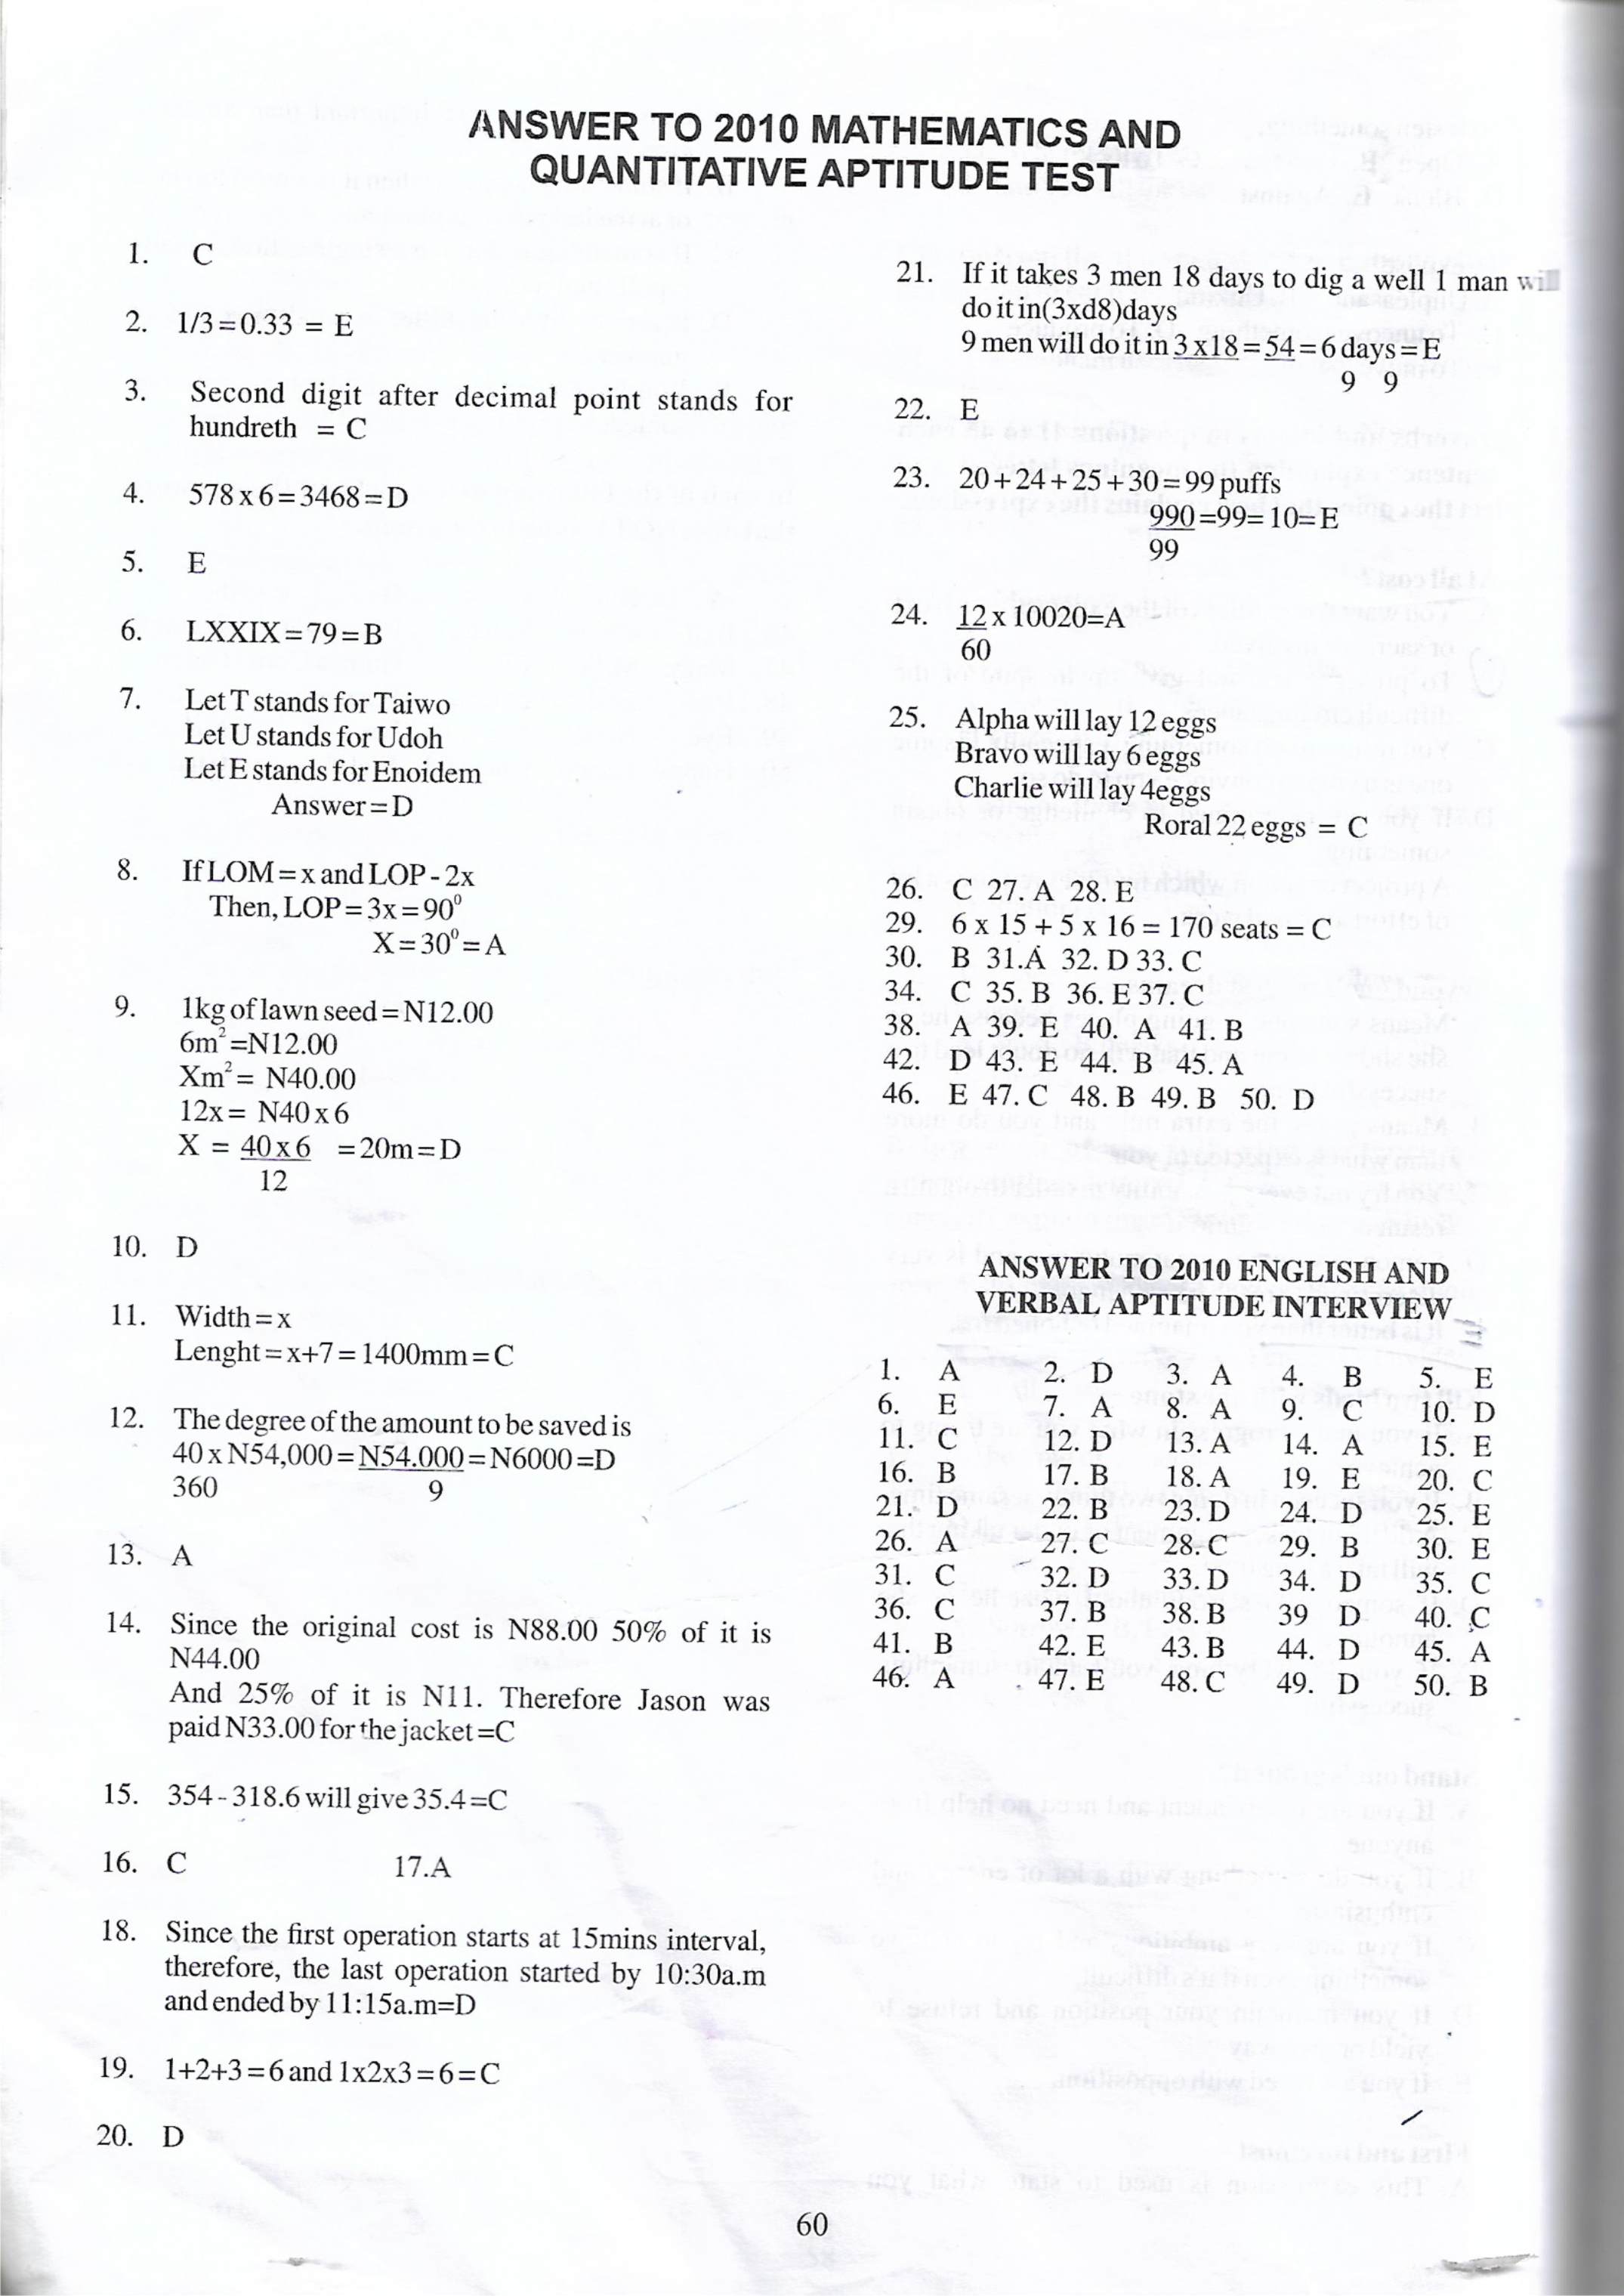 ANSWER TO 2010 MATHEMATICS AND
QUANTITATIVE APTITUDE TEST
1. C
2. 1/3 = 0.33 = E
3. Second digit after decimal point stands for
hundreth = C
4. 578 x 6 = 3468 = D
5. E
6. LXXIX = 79 = B
7. Let T stands for Taiwo
Let U stands for Udoh
Let E stands for Enoidem
Answer = D
8. If LOM = x and LOP - 2x
Then, LOP = 3x = 90⁰
X = 30⁰ = A
9. 1kg of lawn seed = N12.00
6m² =N12.00
Xm² = N40.00
12x = N40 x 6
X = 40 x 6 = 20m = D
12
10. D
11. Width = x
Lenght = x+7 = 1400mm = C
12. The degree of the amount to be saved is
40 x N54,000 = N54.000 = N6000 =D
360 9
13. A
14. Since the original cost is N88.00 50% of it is
N44.00
And 25% of it is N11. Therefore Jason was
paid N33.00 for the jacket =C
15. 354 - 318.6 will give 35.4 =C
16. C 17.A
18. Since the first operation starts at 15mins interval,
therefore, the last operation started by 10:30a.m
and ended by 11:15a.m=D
19. 1+2+3 = 6 and 1x2x3 = 6 = C
20. D
21. If it takes 3 men 18 days to dig a well 1 man will
do it in(3xd8)days
9 men will do it in 3 x18 = 54 = 6 days = E
9 9
22. E
23. 20 + 24 + 25 + 30 = 99 puffs
990 =99= 10= E
99
24. 12 x 10020=A
60
25. Alpha will lay 12 eggs
Bravo will lay 6 eggs
Charlie will lay 4eggs
Roral 22 eggs = C
26. C 27. A 28. E
29. 6 x 15 + 5 x 16 = 170 seats = C
30. B 31.A 32. D 33. C
34. C 35. B 36. E 37. C
38. A 39. E 40. A 41. B
42. D 43. E 44. B 45. A
46. E 47. C 48. B 49. B 50. D
ANSWER TO 2010 ENGLISH AND
VERBAL APTITUDE INTERVIEW
1. A 2. D 3. A 4. B 5. E
6. E 7. A 8. A 9. C 10. D
11. C 12. D 13. A 14. A 15. E
16. B 17. B 18. A 19. E 20. C
21. D 22. B 23. D 24. D 25. E
26. A 27. C 28. C 29. B 30. E
31. C 32. D 33. D 34. D 35. C
36. C 37. B 38. B 39 D 40. C
41. B 42. E 43. B 44. D 45. A
46. A 47. E 48. C 49. D 50. B
60